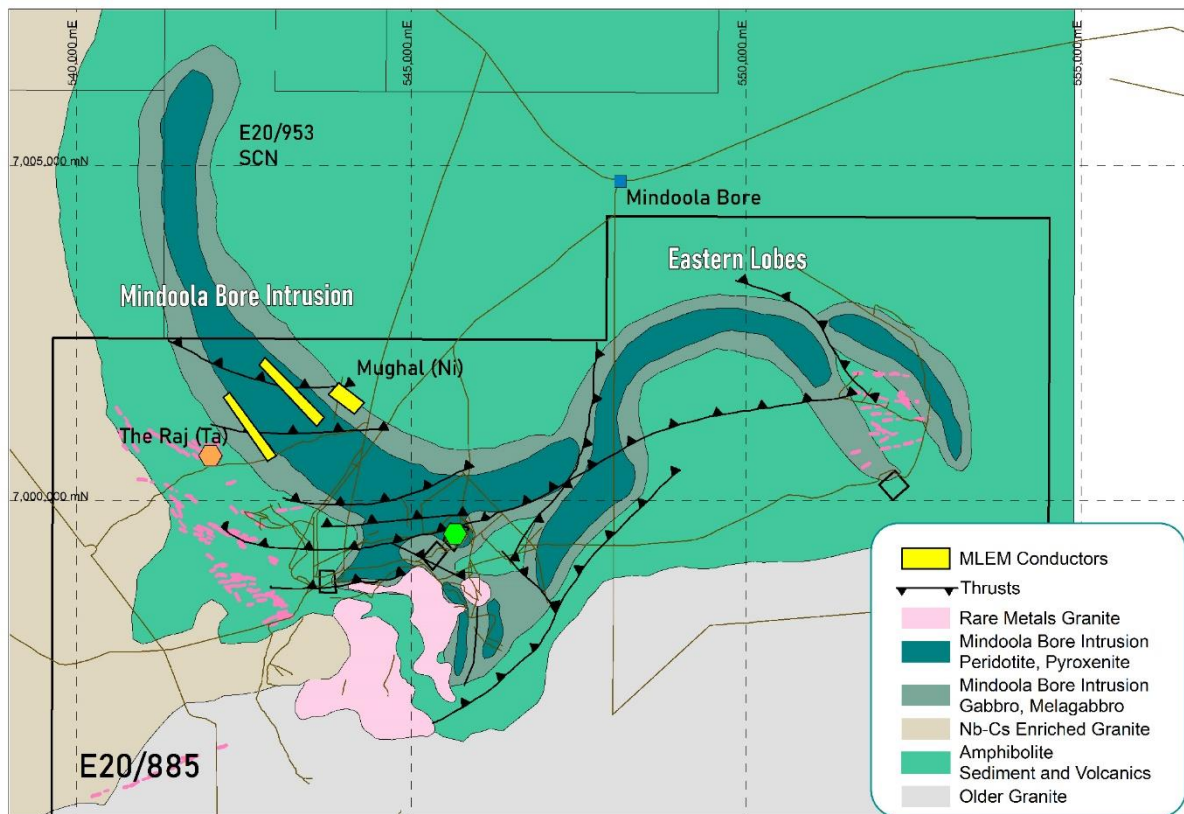 540,000 mE
545,000 mE
550,000 mE
555,000 mE
E20/953
SCN
7,005,000 mN
Mindoola Bore
Eastern Lobes
Mindoola Bore Intrusion
Mughal (Ni)
The Raj (Ta)
7,000,000 mN
MLEM Conductors
Thrusts
Rare Metals Granite
Mindoola Bore Intrusion
Peridotite, Pyroxenite
Mindoola Bore Intrusion
Gabbro, Melagabbro
Nb-Cs Enriched Granite
Amphibolite
Sediment and Volcanics
Older Granite
E20/885